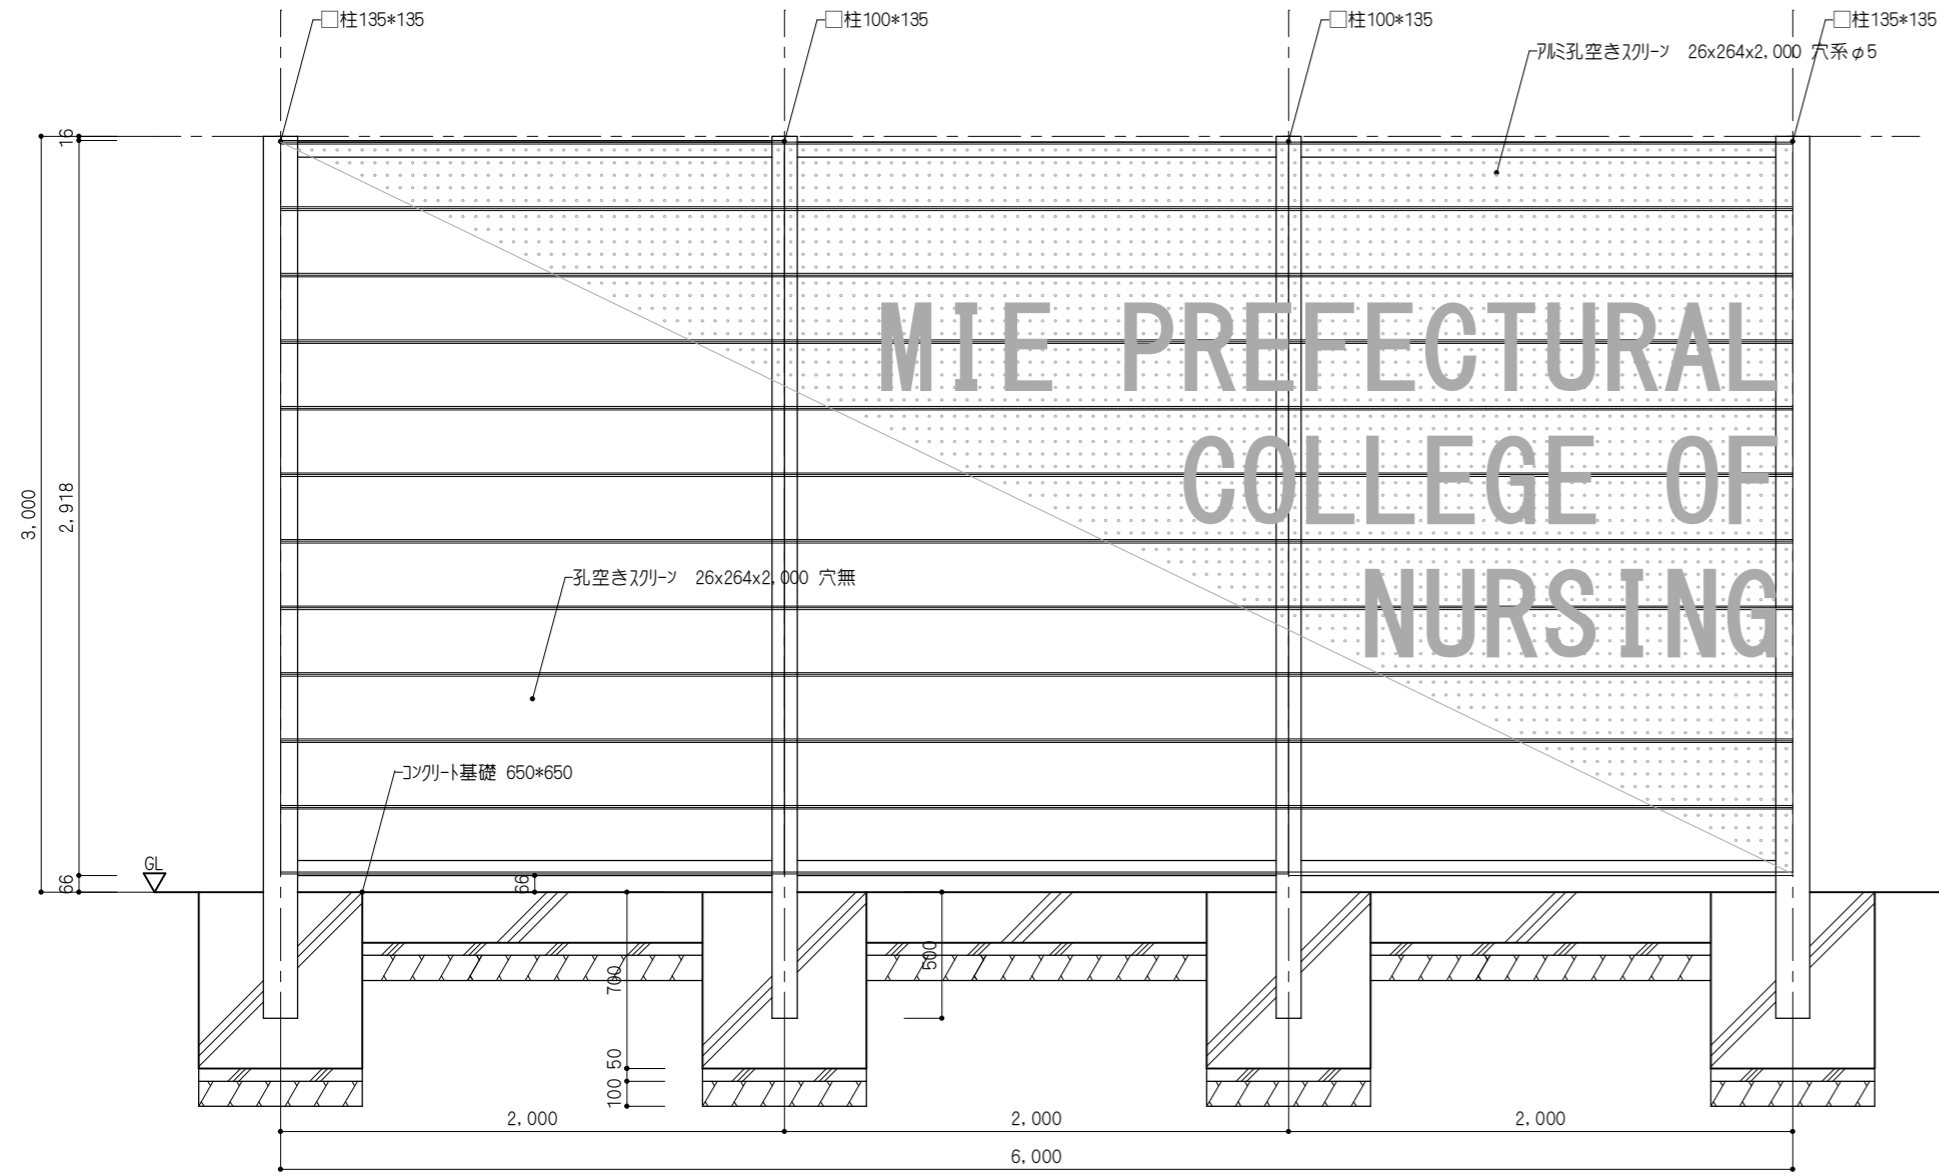 □柱135*135
□柱100*135
□柱100*135
□柱135*135
アルミ孔空きスクリーン 26x264x2,000 穴系φ5
16
3,000
2,918
MIE PREFECTURAL
COLLEGE OF
NURSING
孔空きスクリーン 26x264x2,000 穴無
コンクリート基礎 650*650
GL
66
66
700
500
50
100
2,000
2,000
2,000
6,000